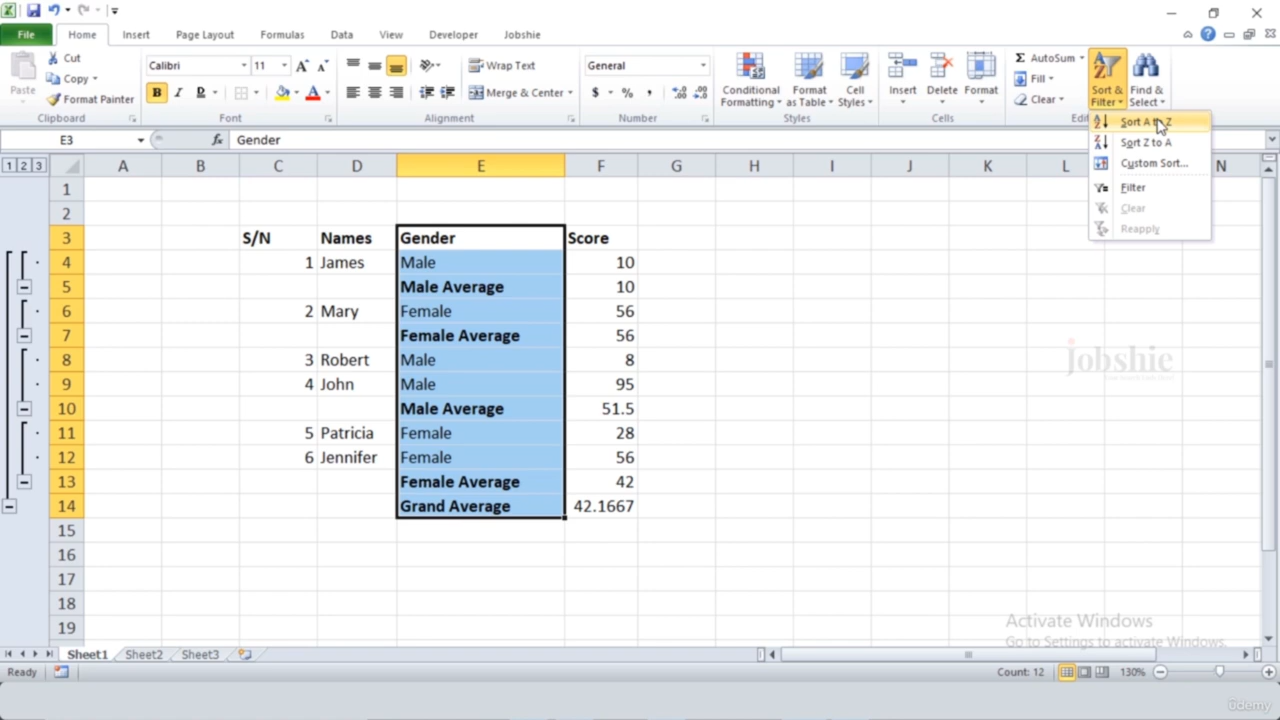 File Home Insert Page Layout Formulas Data View Developer Jobshie
Cut
Copy
Format Painter
Paste
Clipboard
Calibri 11
B I D
A A
A
Font
Wrap Text
Merge & Center
Alignment
General
$ % ,
Number
Conditional Formatting
Format as Table
Cell Styles
Styles
Insert Delete Format
Cells
Σ AutoSum
Fill
Clear
Sort & Filter
Find & Select
Edi
Sort A to Z
Sort Z to A
Custom Sort...
Filter
Clear
Reapply
E3 fx Gender
1 2 3 A B C D E F G H I J K L N
1
2
3 S/N Names Gender Score
4 1 James Male 10
5 Male Average 10
6 2 Mary Female 56
7 Female Average 56
8 3 Robert Male 8
9 4 John Male 95
10 Male Average 51.5
11 5 Patricia Female 28
12 6 Jennifer Female 56
13 Female Average 42
14 Grand Average 42.1667
15
16
17
18
19
jobshie
Activate Windows
Go to Settings to activate Windows.
Sheet1 Sheet2 Sheet3
Ready Count: 12 130%
ûdemy